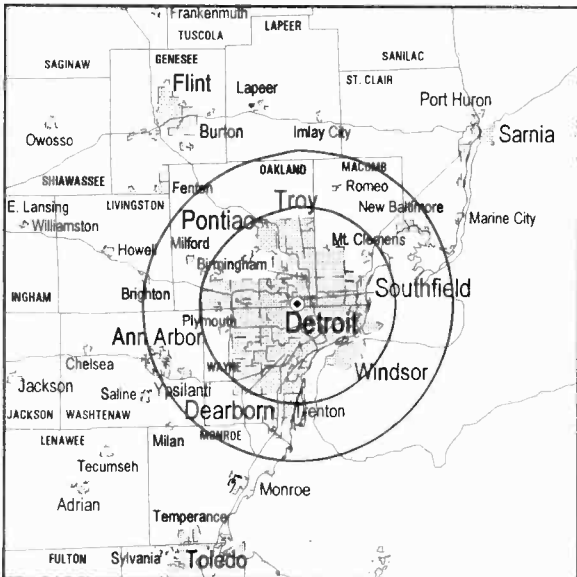 Frankenmuth
TUSCOLA
LAPEER
SAGINAW
GENESEE
SANILAC
Flint
Lapeer
ST. CLAIR
Port Huron
Owosso
Burton
Imlay City
Sarnia
SHIAWASSEE
Fenton
OAKLAND
MACOMB
Romeo
E. Lansing
LIVINGSTON
Troy
New Baltimore
Williamston
Pontiac
Marine City
Howell
Milford
Mt. Clemens
Birmingham
INGHAM
Brighton
Southfield
Plymouth
Detroit
Ann Arbor
Chelsea
WAYNE
Windsor
Jackson
Saline
Ypsilanti
JACKSON
WASHTENAW
Dearborn
Trenton
LENAWEE
Milan
MONROE
Tecumseh
Adrian
Monroe
Temperance
FULTON
Sylvania
Toledo